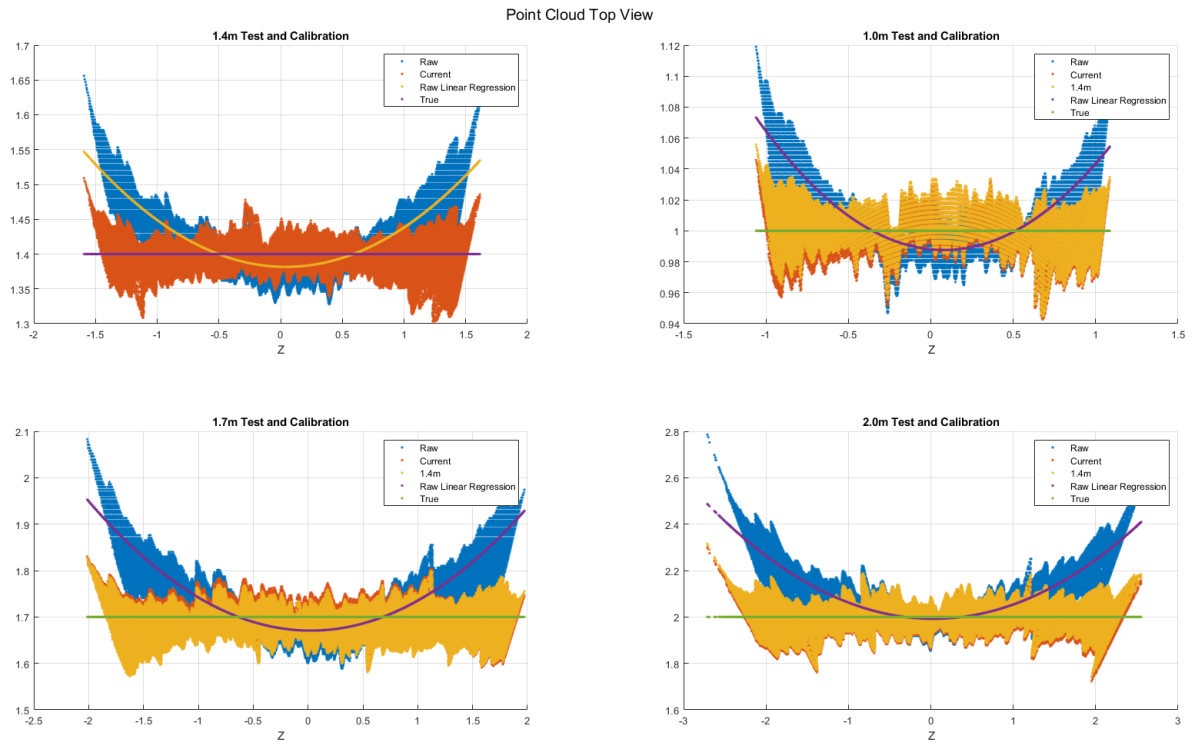 Point Cloud Top View
1.4m Test and Calibration
1.7
1.65
1.6
1.55
1.5
1.45
1.4
1.35
1.3
-2
-1.5
-1
-0.5
0
0.5
1
1.5
2
Z
Raw
Current
Raw Linear Regression
True
1.0m Test and Calibration
1.12
1.1
1.08
1.06
1.04
1.02
1
0.98
0.96
0.94
-1.5
-1
-0.5
0
0.5
1
1.5
Z
Raw
Current
1.4m
Raw Linear Regression
True
1.7m Test and Calibration
2.1
2
1.9
1.8
1.7
1.6
1.5
-2.5
-2
-1.5
-1
-0.5
0
0.5
1
1.5
2
Z
Raw
Current
1.4m
Raw Linear Regression
True
2.0m Test and Calibration
2.8
2.6
2.4
2.2
2
1.8
1.6
-3
-2
-1
0
1
2
3
Z
Raw
Current
1.4m
Raw Linear Regression
True